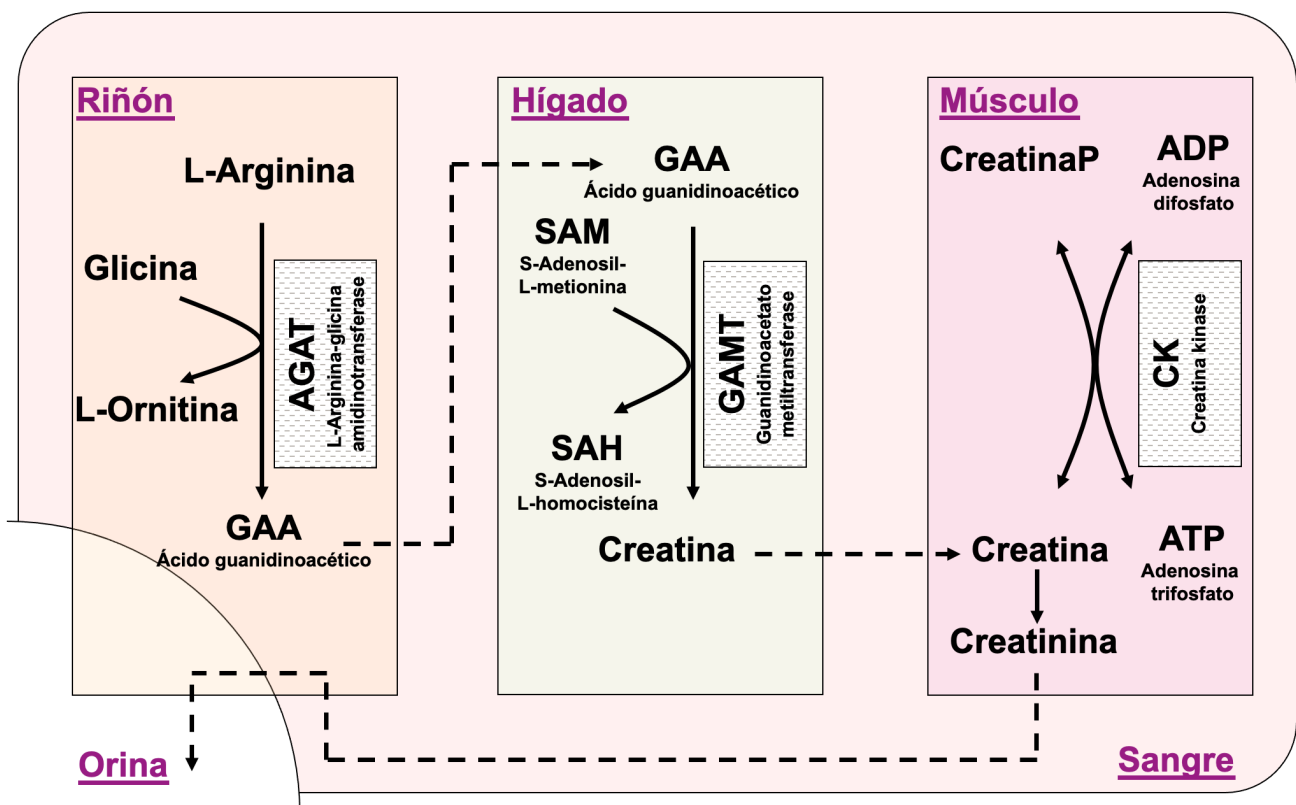 Riñón
L-Arginina
Glicina
AGAT
L-Arginina-glicina
amidinotransferase
L-Ornitina
GAA
Ácido guanidinoacético
Hígado
GAA
Ácido guanidinoacético
SAM
S-Adenosil-
L-metionina
GAMT
Guanidinoacetato
metiltransferase
SAH
S-Adenosil-
L-homocisteína
Creatina
Músculo
CreatinaP
ADP
Adenosina
difosfato
CK
Creatina kinase
Creatina
ATP
Adenosina
trifosfato
Creatinina
Orina
Sangre